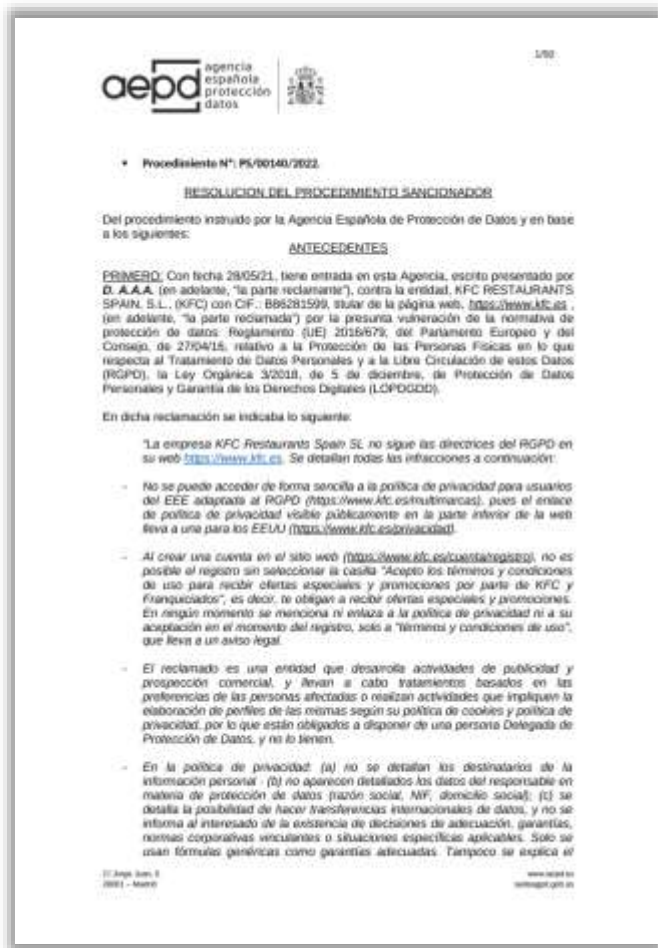 1/50
aepd
agencia
española
protección
datos
• Procedimiento Nº: PS/00140/2022.
RESOLUCION DEL PROCEDIMIENTO SANCIONADOR
Del procedimiento instruido por la Agencia Española de Protección de Datos y en base
a los siguientes:
ANTECEDENTES
PRIMERO: Con fecha 28/05/21, tiene entrada en esta Agencia, escrito presentado por
D. A.A.A. (en adelante, "la parte reclamante"), contra la entidad, KFC RESTAURANTS
SPAIN, S.L., (KFC) con CIF.: B86281599, titular de la página web, https://www.kfc.es ,
(en adelante, "la parte reclamada") por la presunta vulneración de la normativa de
protección de datos: Reglamento (UE) 2016/679, del Parlamento Europeo y del
Consejo, de 27/04/16, relativo a la Protección de las Personas Físicas en lo que
respecta al Tratamiento de Datos Personales y a la Libre Circulación de estos Datos
(RGPD), la Ley Orgánica 3/2018, de 5 de diciembre, de Protección de Datos
Personales y Garantía de los Derechos Digitales (LOPDGDD).
En dicha reclamación se indicaba lo siguiente:
"La empresa KFC Restaurants Spain SL no sigue las directrices del RGPD en
su web https://www.kfc.es. Se detallan todas las infracciones a continuación:
- No se puede acceder de forma sencilla a la política de privacidad para usuarios
del EEE adaptada al RGPD (https://www.kfc.es/multimarcas), pues el enlace
de política de privacidad visible públicamente en la parte inferior de la web
lleva a una para los EEUU (https://www.kfc.es/privacidad).
- Al crear una cuenta en el sitio web (https://www.kfc.es/cuenta/registro), no es
posible el registro sin seleccionar la casilla "Acepto los términos y condiciones
de uso para recibir ofertas especiales y promociones por parte de KFC y
Franquiciados", es decir, te obligan a recibir ofertas especiales y promociones.
En ningún momento se menciona ni enlaza a la política de privacidad ni a su
aceptación en el momento del registro, solo a "términos y condiciones de uso",
que lleva a un aviso legal.
- El reclamado es una entidad que desarrolla actividades de publicidad y
prospección comercial, y llevan a cabo tratamientos basados en las
preferencias de las personas afectadas o realizan actividades que impliquen la
elaboración de perfiles de las mismas según su política de cookies y política de
privacidad, por lo que están obligados a disponer de una persona Delegada de
Protección de Datos, y no lo tienen.
- En la política de privacidad: (a) no se detallan los destinatarios de la
información personal - (b) no aparecen detallados los datos del responsable en
materia de protección de datos (razón social, NIF, domicilio social); (c) se
detalla la posibilidad de hacer transferencias internacionales de datos, y no se
informa al interesado de la existencia de decisiones de adecuación, garantías,
normas corporativas vinculantes o situaciones específicas aplicables. Solo se
usan fórmulas genéricas como garantías adecuadas. Tampoco se explica el
C/ Jorge Juan, 6
28001 – Madrid
www.aepd.es
sedeagpd.gob.es